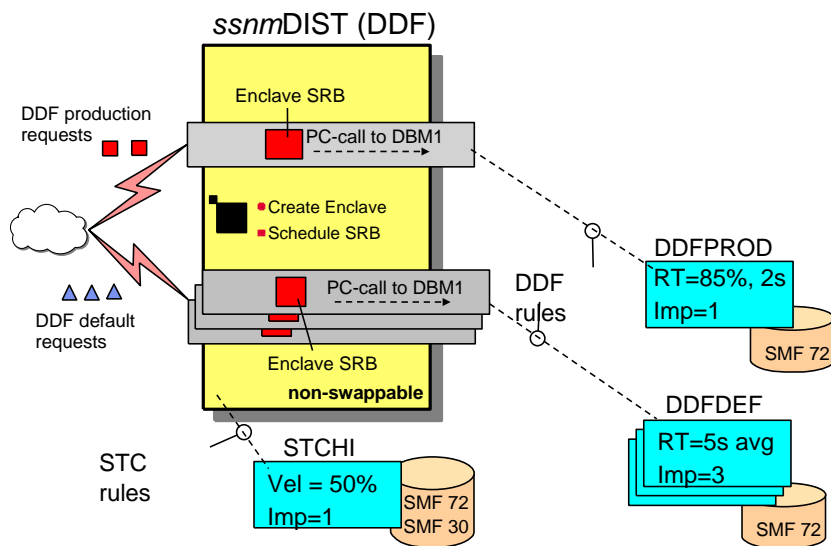 ssnmDIST (DDF)
Enclave SRB
DDF production
requests
PC-call to DBM1
Create Enclave
Schedule SRB
DDFPROD
RT=85%, 2s
Imp=1
SMF 72
DDF
rules
PC-call to DBM1
DDF default
requests
Enclave SRB
non-swappable
DDFDEF
RT=5s avg
Imp=3
SMF 72
STC
rules
STCHI
Vel = 50%
Imp=1
SMF 72
SMF 30